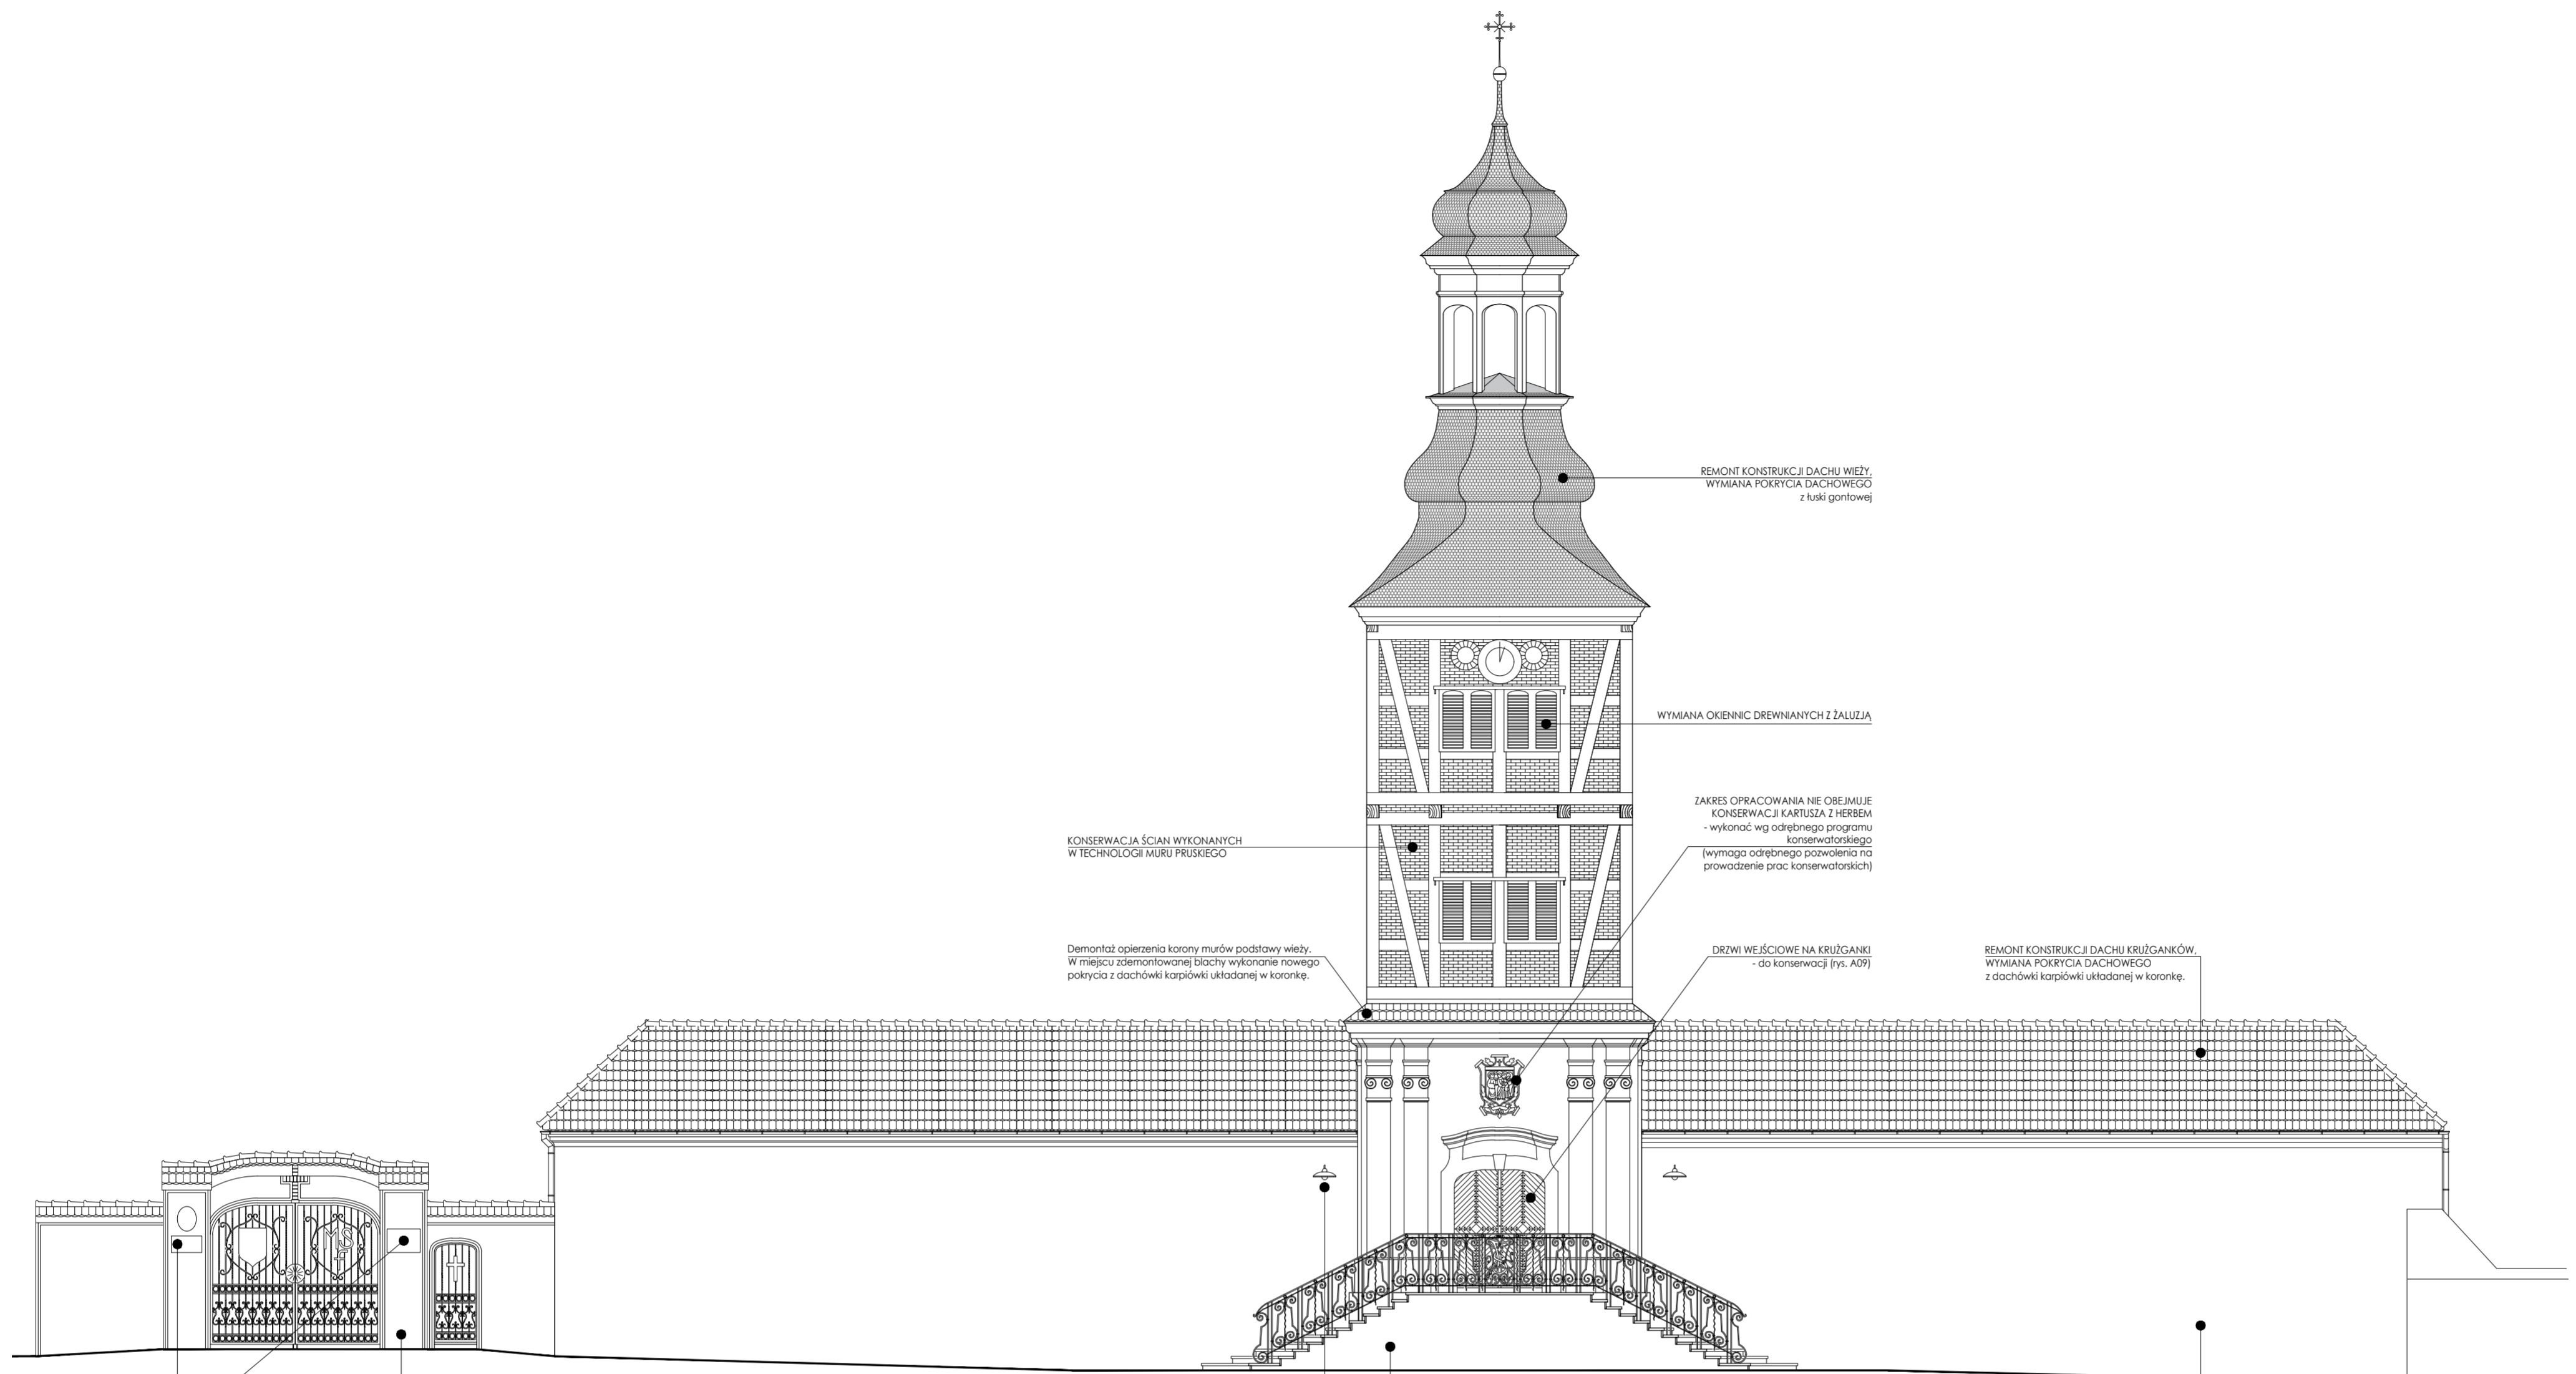 REMONT KONSTRUKCJI DACHU WIEŻY,
WYMIANA POKRYCIA DACHOWEGO
z łuski gontowej
WYMIANA OKIENNIC DREWNIANYCH Z ŻALUZJĄ
ZAKRES OPRACOWANIA NIE OBEJMUJE
KONSERWACJI KARTUSZA Z HERBEM
- wykonać wg odrębnego programu
konserwatorskiego
(wymaga odrębnego pozwolenia na
prowadzenie prac konserwatorskich)
KONSERWACJA ŚCIAN WYKONANYCH
W TECHNOLOGII MURU PRUSKIEGO
Demontaż opierzenia korony murów podstawy wieży.
W miejscu zdemontowanej blachy wykonanie nowego
pokrycia z dachówki karpiówki układanej w koronkę.
DRZWI WEJŚCIOWE NA KRUŻGANKI
- do konserwacji (rys. A09)
REMONT KONSTRUKCJI DACHU KRUŻGANKÓW,
WYMIANA POKRYCIA DACHOWEGO
z dachówki karpiówki układanej w koronkę.